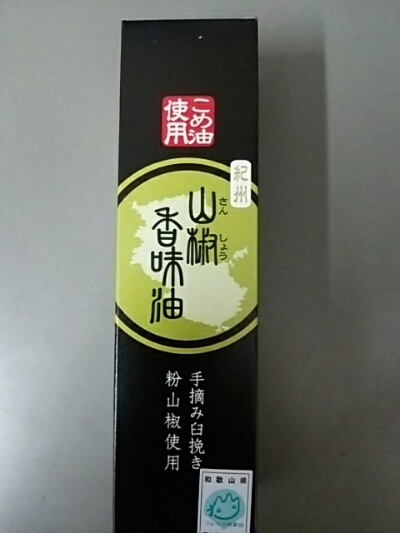 こめ油
使用
紀州
山椒
さん しょう
香味油
手摘み臼挽き
粉山椒使用
和歌山県